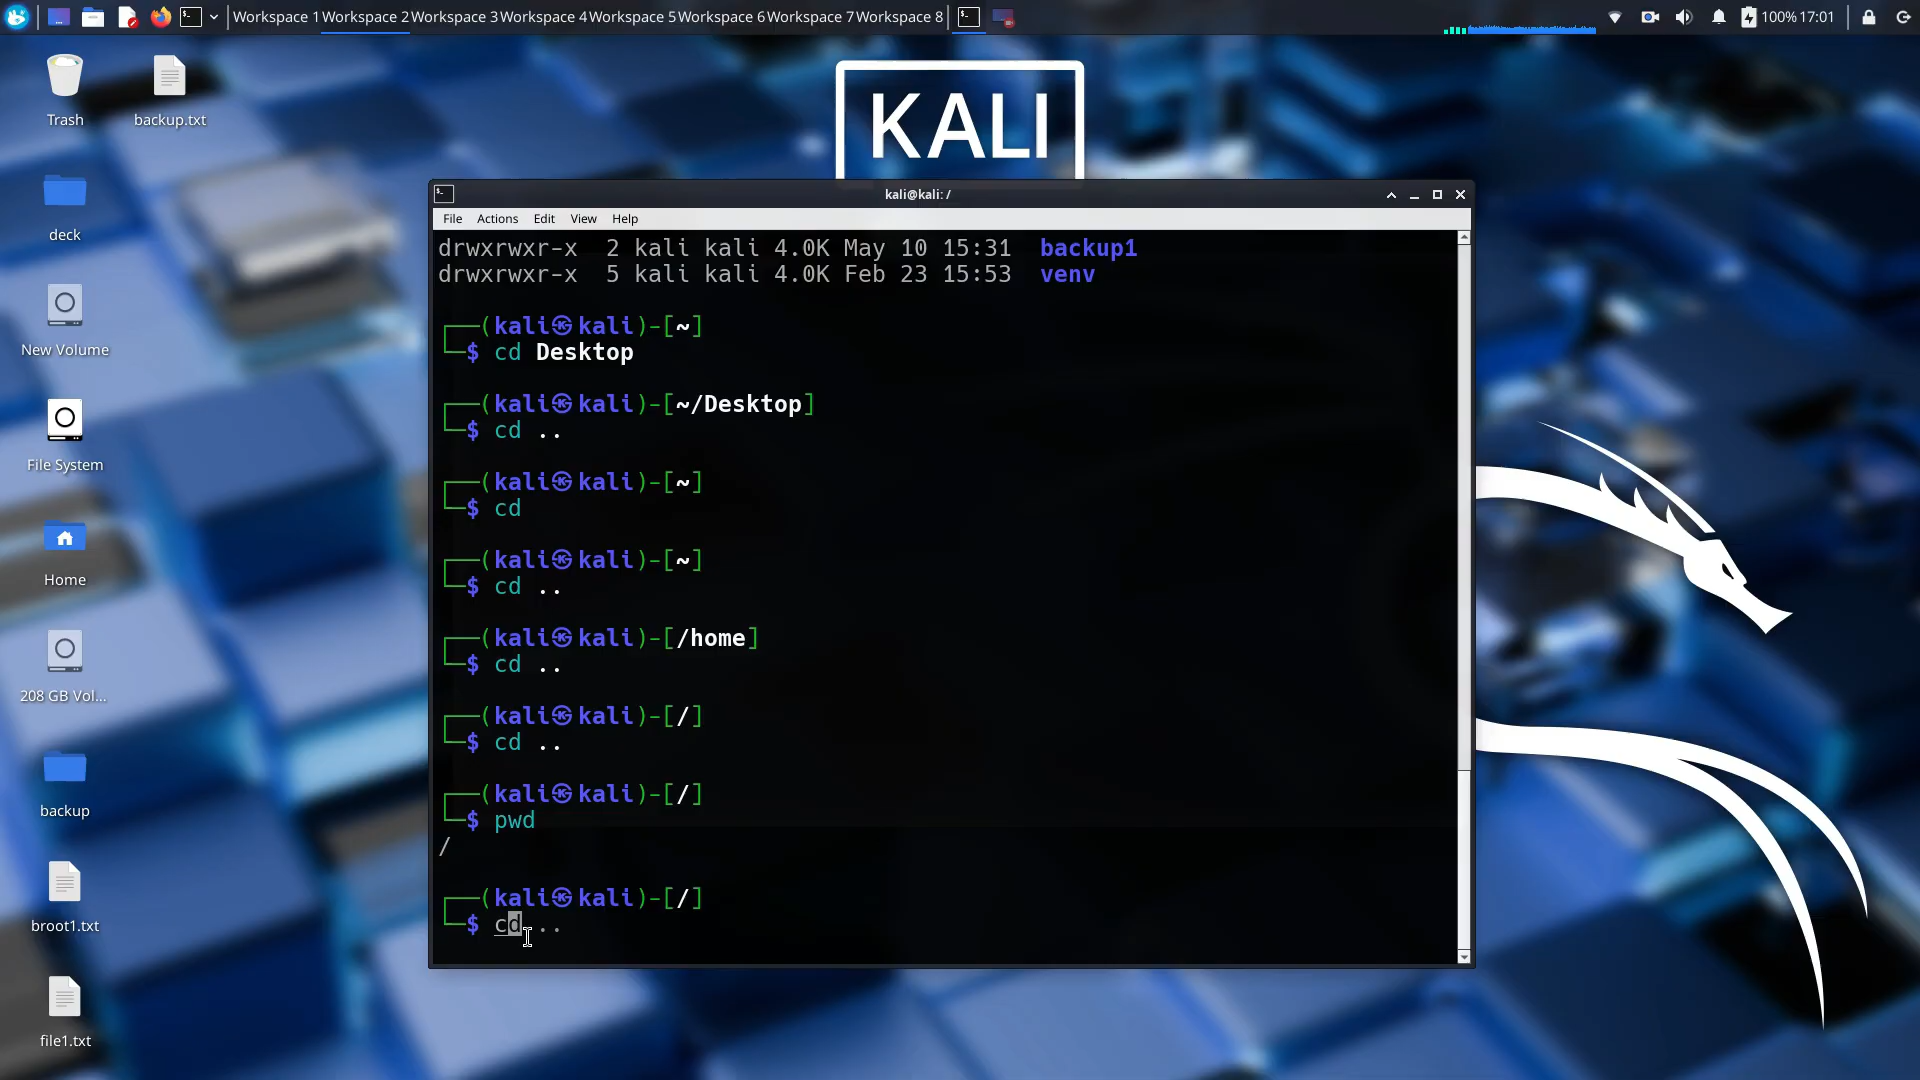 Workspace 1 Workspace 2 Workspace 3 Workspace 4 Workspace 5 Workspace 6 Workspace 7 Workspace 8
100% 17:01
Trash
backup.txt
deck
New Volume
File System
Home
208 GB Vol...
backup
broot1.txt
file1.txt
KALI
kali@kali: /
File Actions Edit View Help
drwxrwxr-x 2 kali kali 4.0K May 10 15:31 backup1
drwxrwxr-x 5 kali kali 4.0K Feb 23 15:53 venv
┌──(kali㉿kali)-[~]
└─$ cd Desktop
┌──(kali㉿kali)-[~/Desktop]
└─$ cd ..
┌──(kali㉿kali)-[~]
└─$ cd
┌──(kali㉿kali)-[~]
└─$ cd ..
┌──(kali㉿kali)-[/home]
└─$ cd ..
┌──(kali㉿kali)-[/]
└─$ cd ..
┌──(kali㉿kali)-[/]
└─$ pwd
/
┌──(kali㉿kali)-[/]
└─$ cd ..